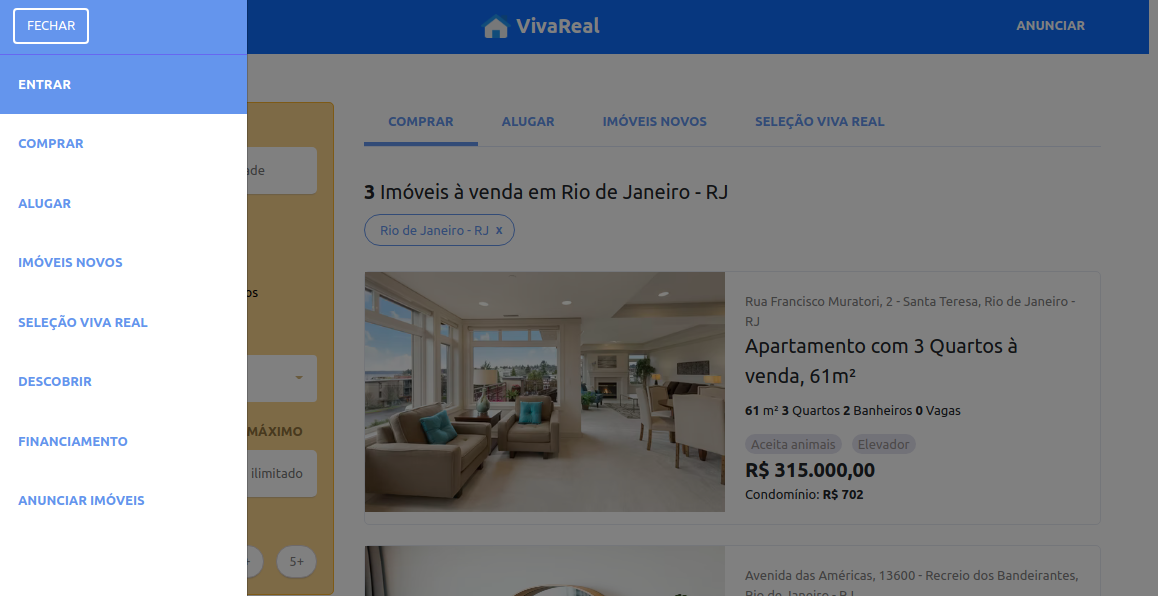 FECHAR
VivaReal
ANUNCIAR
ENTRAR
COMPRAR
ALUGAR
IMÓVEIS NOVOS
SELEÇÃO VIVA REAL
DESCOBRIR
FINANCIAMENTO
ANUNCIAR IMÓVEIS
MÁXIMO
ilimitado
5+
COMPRAR ALUGAR IMÓVEIS NOVOS SELEÇÃO VIVA REAL
3 Imóveis à venda em Rio de Janeiro - RJ
Rio de Janeiro - RJ x
Rua Francisco Muratori, 2 - Santa Teresa, Rio de Janeiro -
RJ
Apartamento com 3 Quartos à
venda, 61m²
61 m² 3 Quartos 2 Banheiros 0 Vagas
Aceita animais Elevador
R$ 315.000,00
Condomínio: R$ 702
Avenida das Américas, 13600 - Recreio dos Bandeirantes,
Rio de Janeiro - RJ